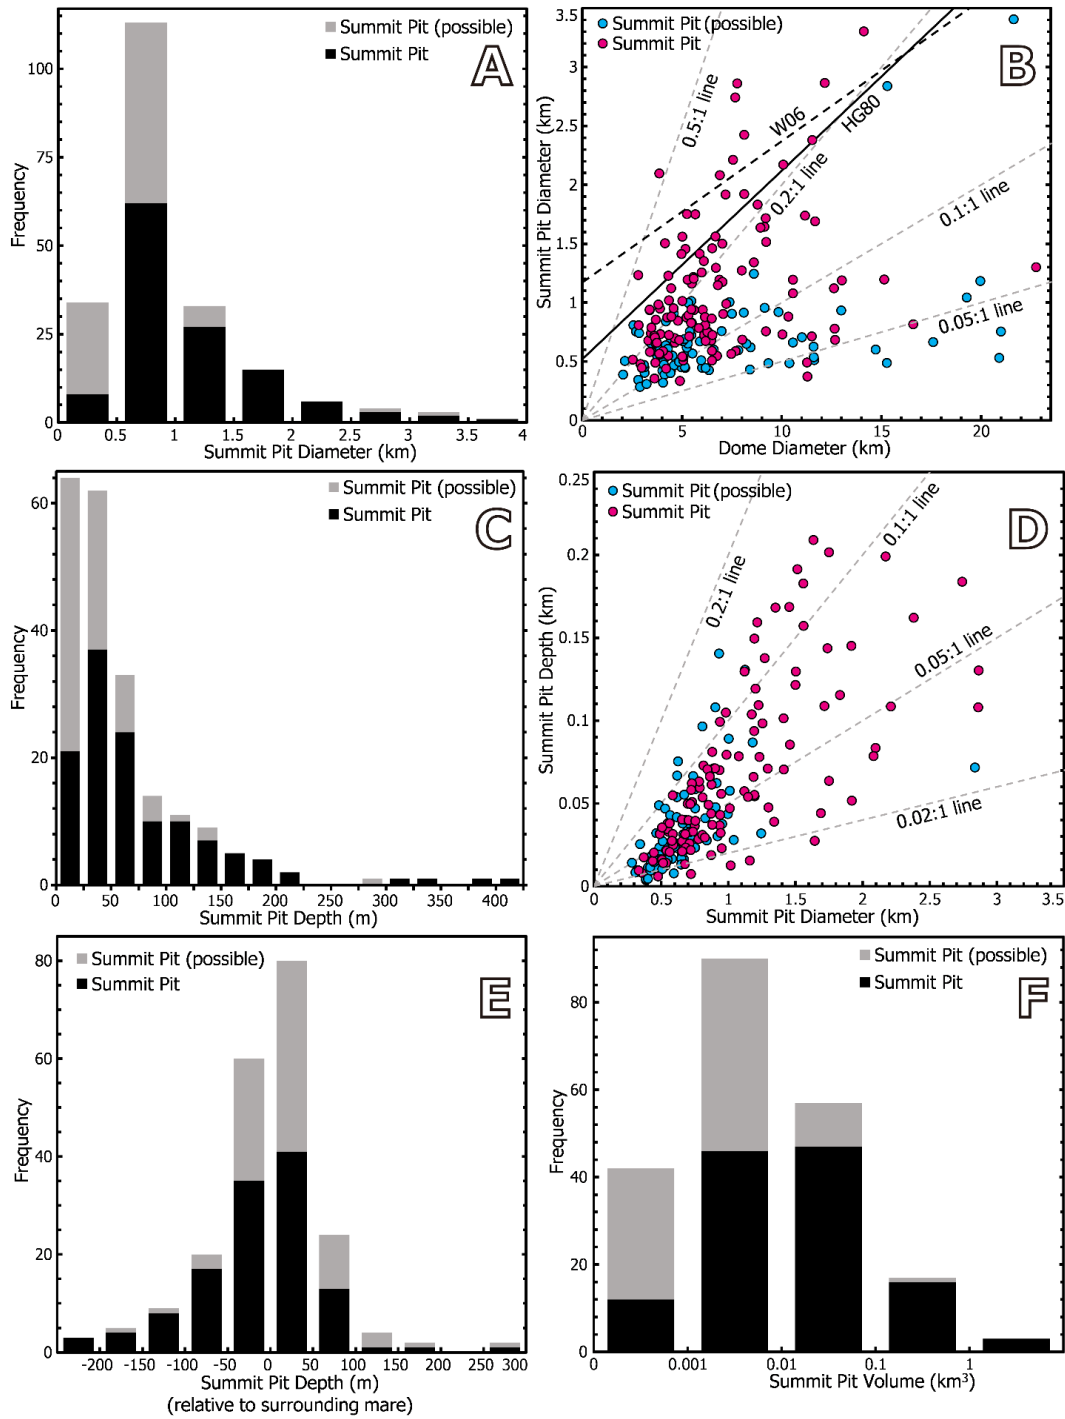 Summit Pit (possible)
Summit Pit
A
100
75
50
25
0
Frequency
0 0.5 1 1.5 2 2.5 3 3.5 4
Summit Pit Diameter (km)
Summit Pit (possible)
Summit Pit
B
3.5
3
2.5
2
1.5
1
0.5
0
Summit Pit Diameter (km)
0.5:1 line
W06
HG80
0.2:1 line
0.1:1 line
0.05:1 line
0 5 10 15 20
Dome Diameter (km)
Summit Pit (possible)
Summit Pit
C
60
40
20
0
Frequency
0 50 100 150 200 250 300 350 400
Summit Pit Depth (m)
Summit Pit (possible)
Summit Pit
D
0.25
0.2
0.15
0.1
0.05
0
Summit Pit Depth (km)
0.2:1 line
0.1:1 line
0.05:1 line
0.02:1 line
0 0.5 1 1.5 2 2.5 3 3.5
Summit Pit Diameter (km)
Summit Pit (possible)
Summit Pit
E
80
60
40
20
0
Frequency
-200 -150 -100 -50 0 50 100 150 200 250 300
Summit Pit Depth (m)
(relative to surrounding mare)
Summit Pit (possible)
Summit Pit
F
80
60
40
20
0
Frequency
0 0.001 0.01 0.1 1
Summit Pit Volume (km³)